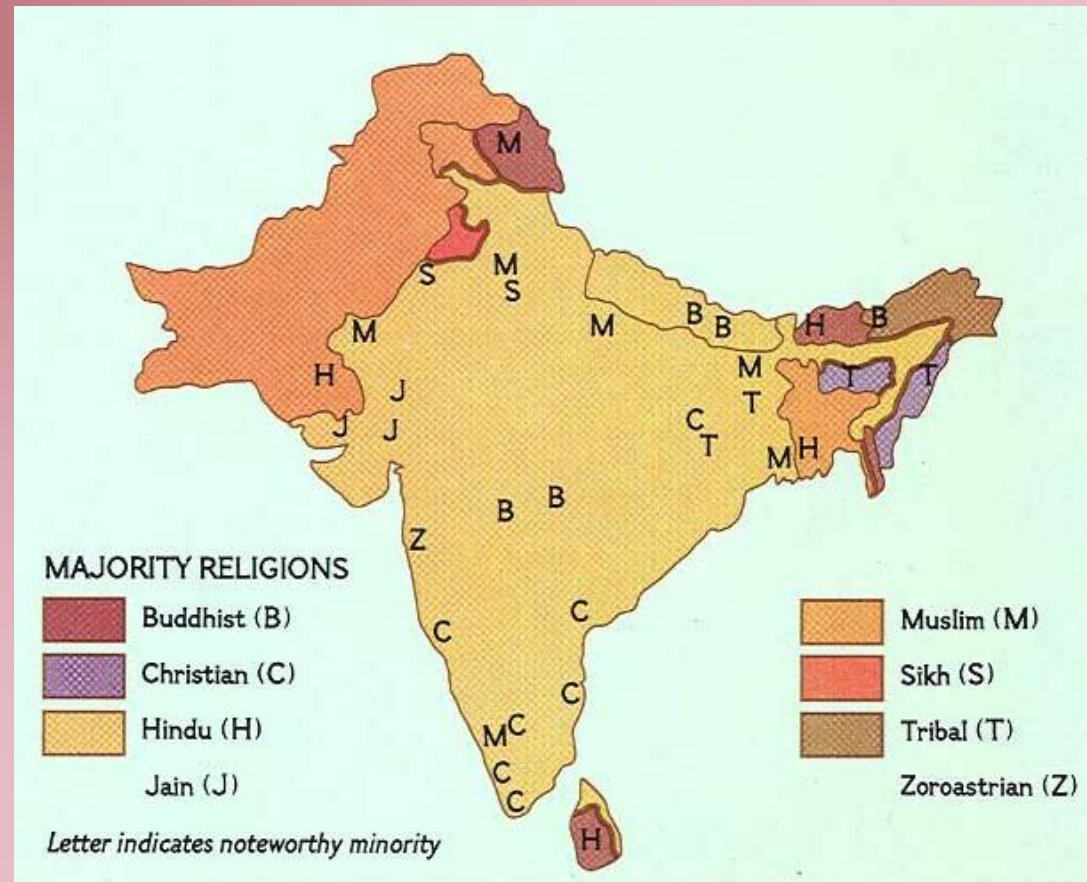 M
S
M
S
M
M
B
B
H
B
H
J
M
T
T
T
J
J
C
T
M
H
B
B
Z
C
C
C
M
C
C
C
H
MAJORITY RELIGIONS
Buddhist (B)
Christian (C)
Hindu (H)
Jain (J)
Letter indicates noteworthy minority
Muslim (M)
Sikh (S)
Tribal (T)
Zoroastrian (Z)